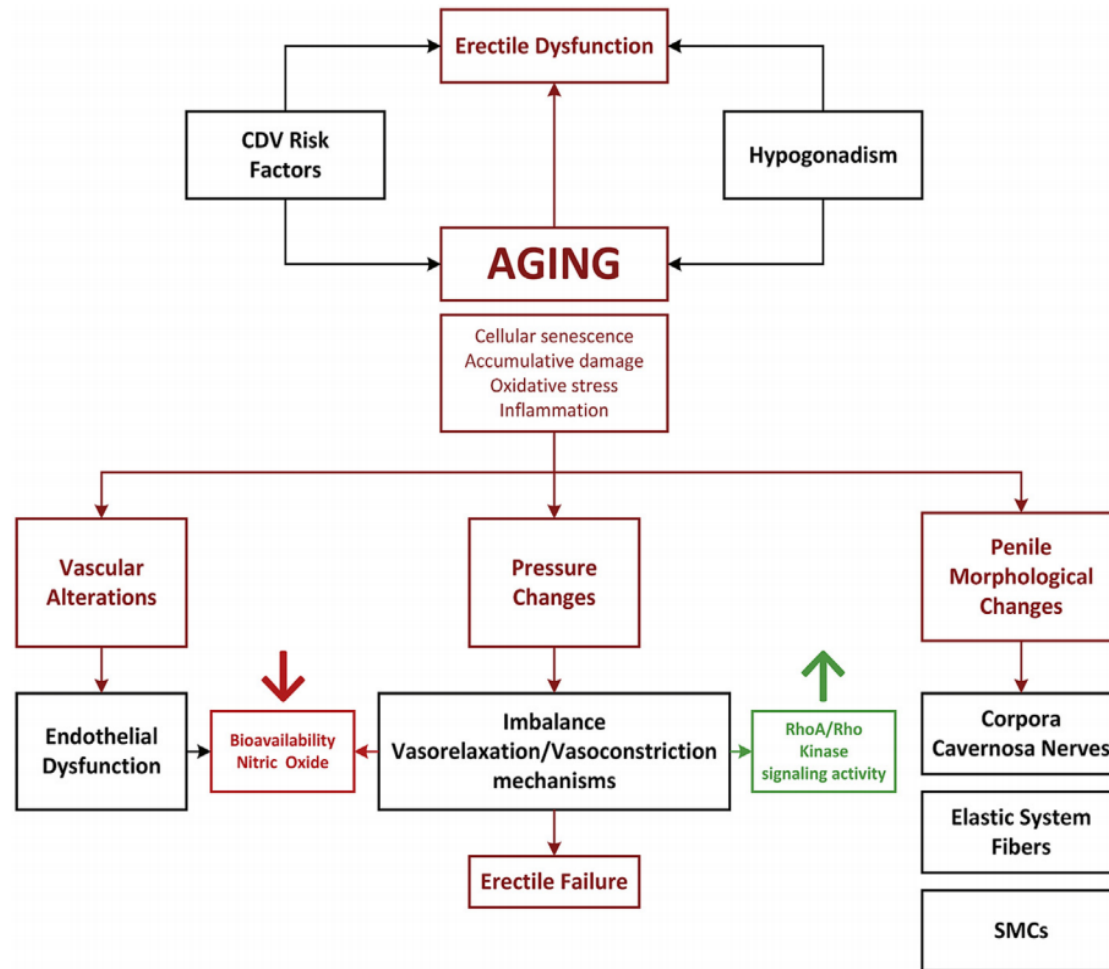 Erectile Dysfunction
CDV Risk
Factors
Hypogonadism
AGING
Cellular senescence
Accumulative damage
Oxidative stress
Inflammation
Vascular
Alterations
Pressure
Changes
Penile
Morphological
Changes
Endothelial
Dysfunction
Bioavailability
Nitric Oxide
Imbalance
Vasorelaxation/Vasoconstriction
mechanisms
RhoA/Rho
Kinase
signaling activity
Corpora
Cavernosa Nerves
Elastic System
Fibers
Erectile Failure
SMCs